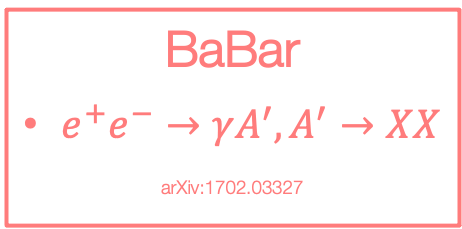 BaBar
• e⁺e⁻ → γA′, A′ → XX
arXiv:1702.03327